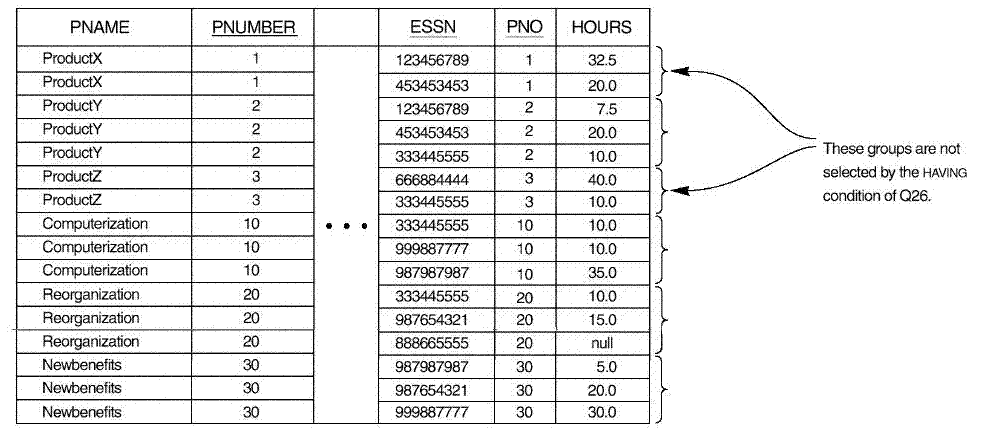 PNAME PNUMBER ESSN PNO HOURS
ProductX 1 123456789 1 32.5
ProductX 1 453453453 1 20.0
ProductY 2 123456789 2 7.5
ProductY 2 453453453 2 20.0
ProductY 2 333445555 2 10.0
ProductZ 3 666884444 3 40.0
ProductZ 3 333445555 3 10.0
Computerization 10 • • • 333445555 10 10.0
Computerization 10 999887777 10 10.0
Computerization 10 987987987 10 35.0
Reorganization 20 333445555 20 10.0
Reorganization 20 987654321 20 15.0
Reorganization 20 888665555 20 null
Newbenefits 30 987987987 30 5.0
Newbenefits 30 987654321 30 20.0
Newbenefits 30 999887777 30 30.0
These groups are not
selected by the HAVING
condition of Q26.